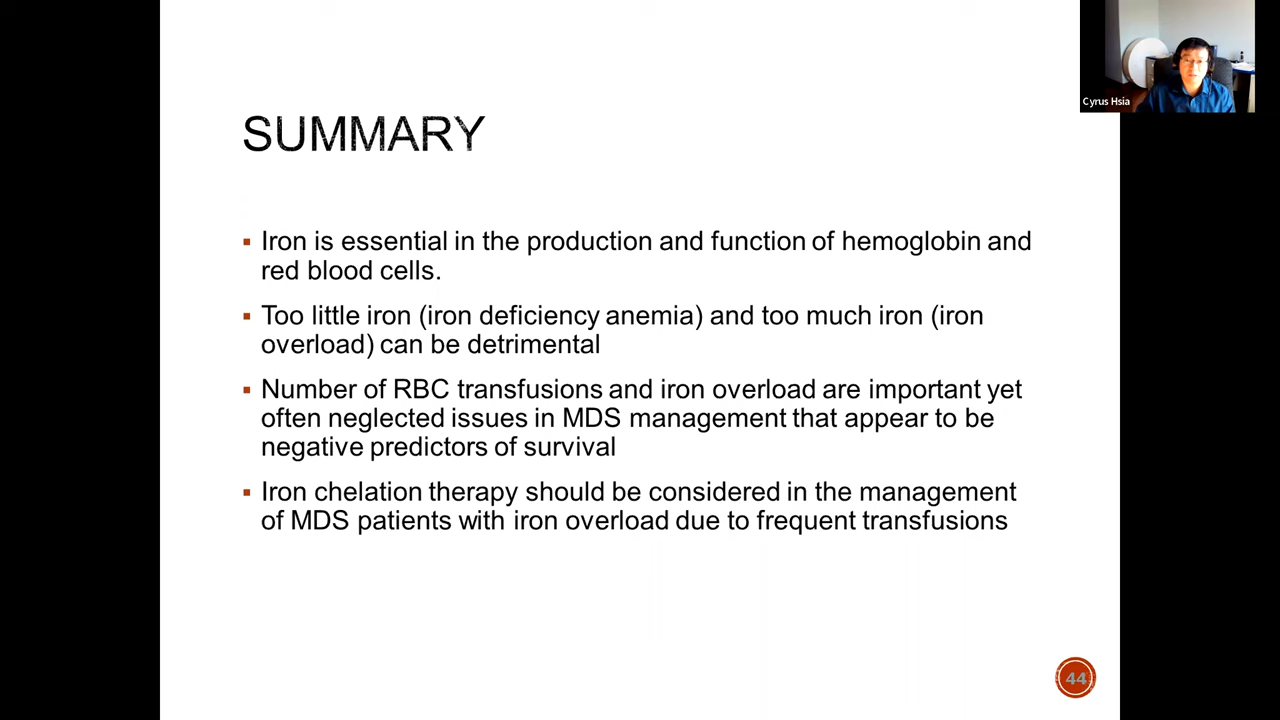 Cyrus Hsia
SUMMARY
▪ Iron is essential in the production and function of hemoglobin and
red blood cells.
▪ Too little iron (iron deficiency anemia) and too much iron (iron
overload) can be detrimental
▪ Number of RBC transfusions and iron overload are important yet
often neglected issues in MDS management that appear to be
negative predictors of survival
▪ Iron chelation therapy should be considered in the management
of MDS patients with iron overload due to frequent transfusions
44